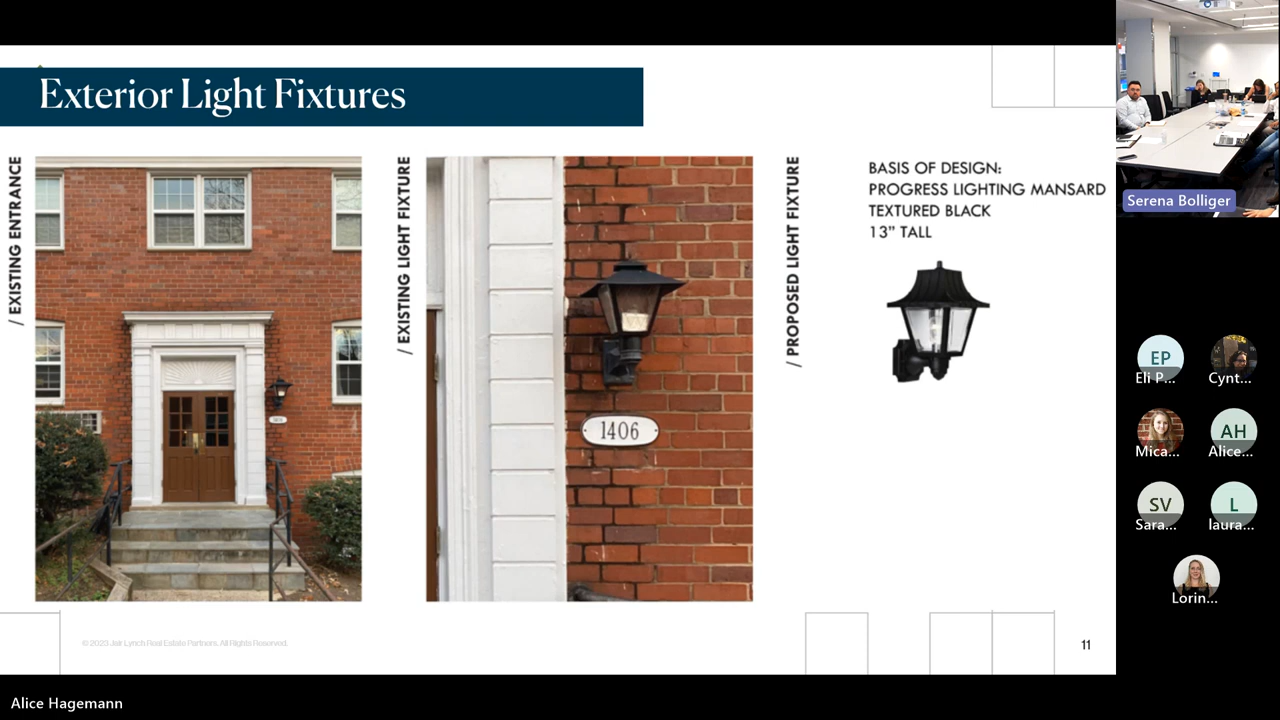 Exterior Light Fixtures
/ EXISTING ENTRANCE
/ EXISTING LIGHT FIXTURE
1406
/ PROPOSED LIGHT FIXTURE
BASIS OF DESIGN:
PROGRESS LIGHTING MANSARD
TEXTURED BLACK
13" TALL
© 2023 Jair Lynch Real Estate Partners. All Rights Reserved.
11
Serena Bolliger
EP
Eli P...
Cynt...
Mica...
AH
Alice...
SV
Sara...
L
laura...
Lorin...
Alice Hagemann